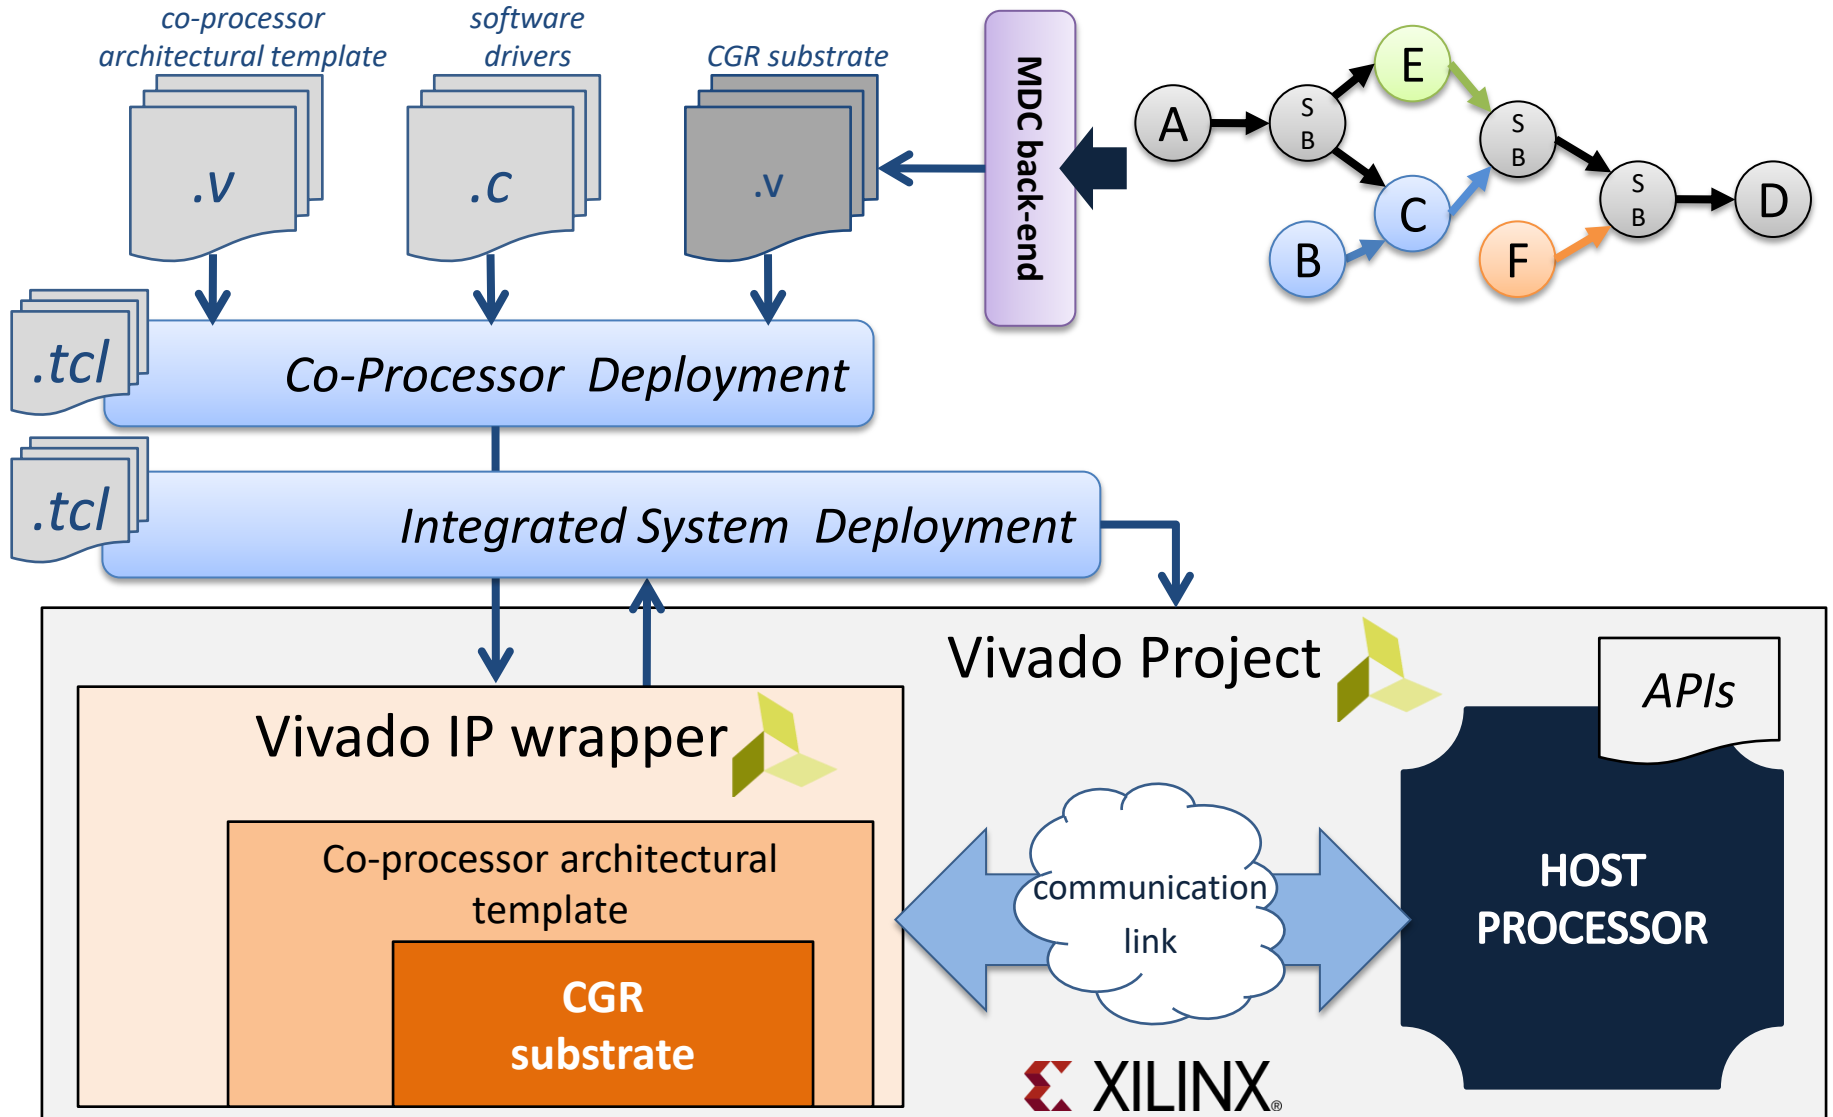 co-processor
architectural template
software
drivers
CGR substrate
.v
.c
.v
MDC back-end
A
S
B
E
C
B
S
B
F
S
B
D
.tcl
Co-Processor Deployment
.tcl
Integrated System Deployment
Vivado Project
APIs
Vivado IP wrapper
Co-processor architectural
template
CGR
substrate
communication
link
HOST
PROCESSOR
XILINX®